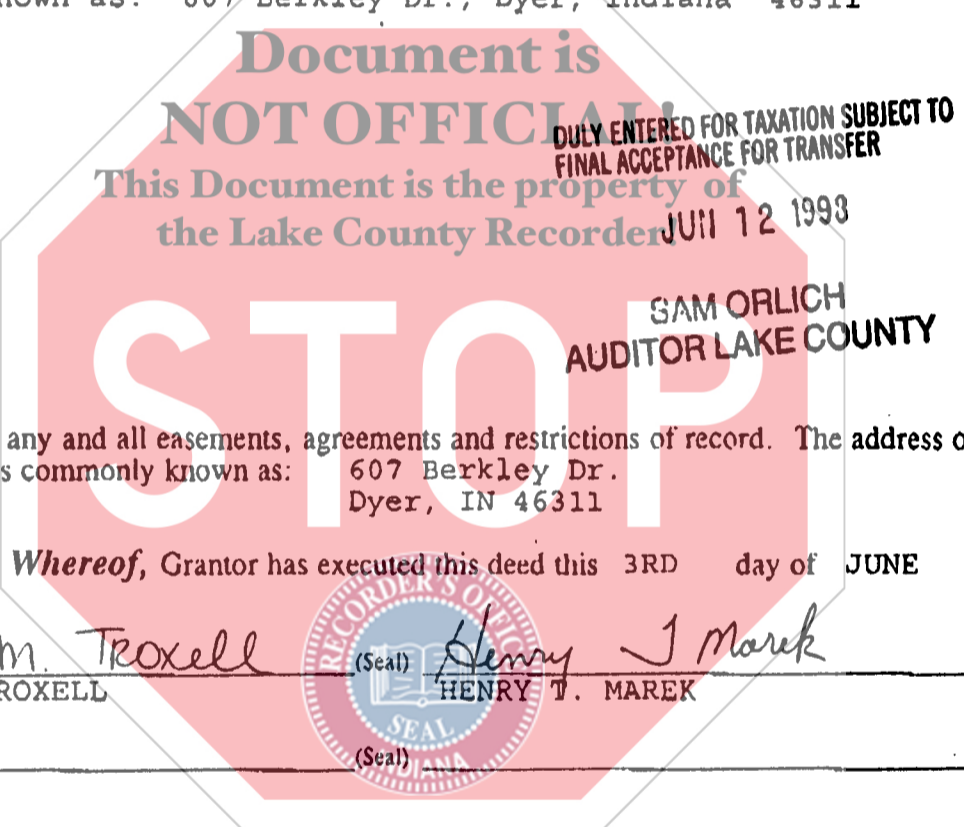 nown as: 607 Berkley Dr., Dyer, Indiana 46311
Document is
NOT OFFICIAL!
DULY ENTERED FOR TAXATION SUBJECT TO
FINAL ACCEPTANCE FOR TRANSFER
This Document is the property of
the Lake County Recorder!
JUN 12 1998
SAM ORLICH
AUDITOR LAKE COUNTY
STOP
any and all easements, agreements and restrictions of record. The address o
s commonly known as: 607 Berkley Dr.
Dyer, IN 46311
Whereof, Grantor has executed this deed this 3RD day of JUNE
M. Troxell (Seal) Henry J Marek
ROXELL HENRY T. MAREK
(Seal)
RECORDER'S OFFICE
SEAL
INDIANA